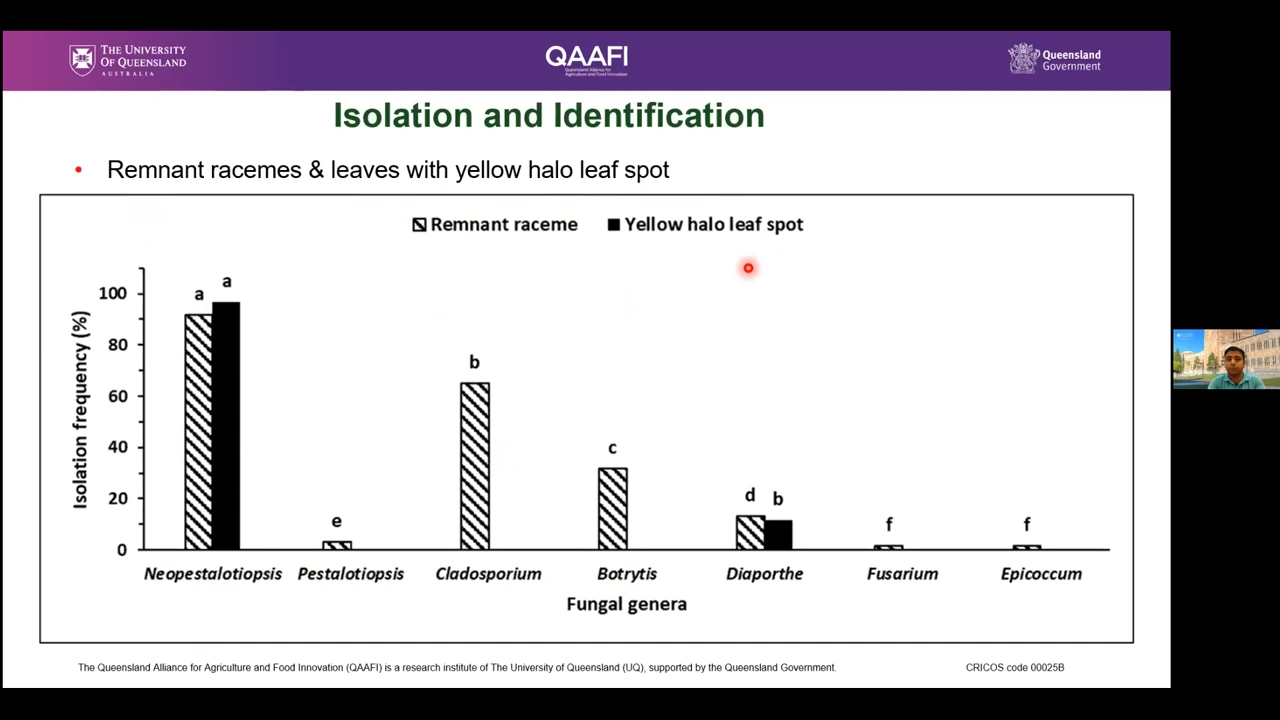 THE UNIVERSITY
OF QUEENSLAND
AUSTRALIA
QAAFI
Queensland Alliance for
Agriculture and Food Innovation
Queensland
Government
Isolation and Identification
• Remnant racemes & leaves with yellow halo leaf spot
Remnant raceme Yellow halo leaf spot
Isolation frequency (%)
100
80
60
40
20
0
a a
e
b
c
d b
f
f
Neopestalotiopsis Pestalotiopsis Cladosporium Botrytis Diaporthe Fusarium Epicoccum
Fungal genera
The Queensland Alliance for Agriculture and Food Innovation (QAAFI) is a research institute of The University of Queensland (UQ), supported by the Queensland Government. CRICOS code 00025B